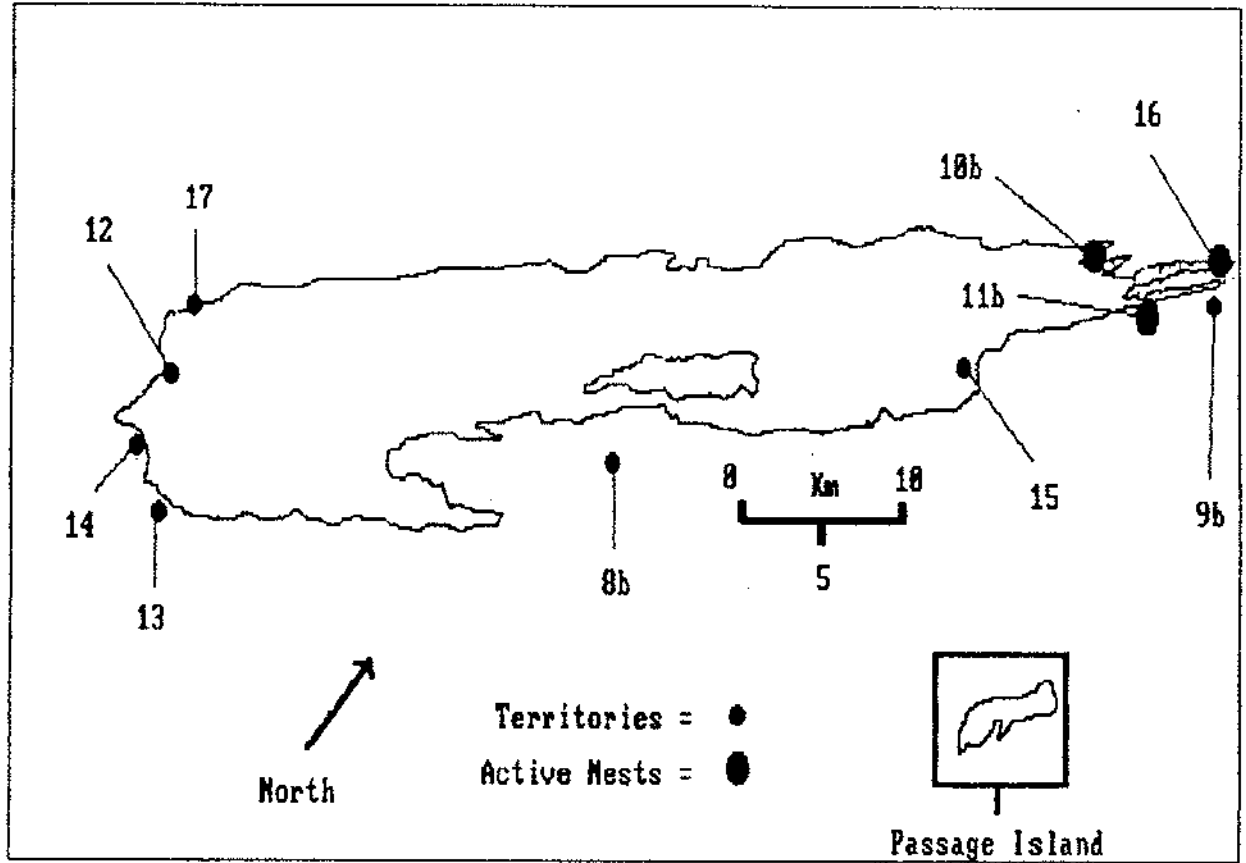 16
10b
17
12
11b
0 Km 10
15
14
9b
5
8b
13
Territories =
Active Nests =
North
Passage Island